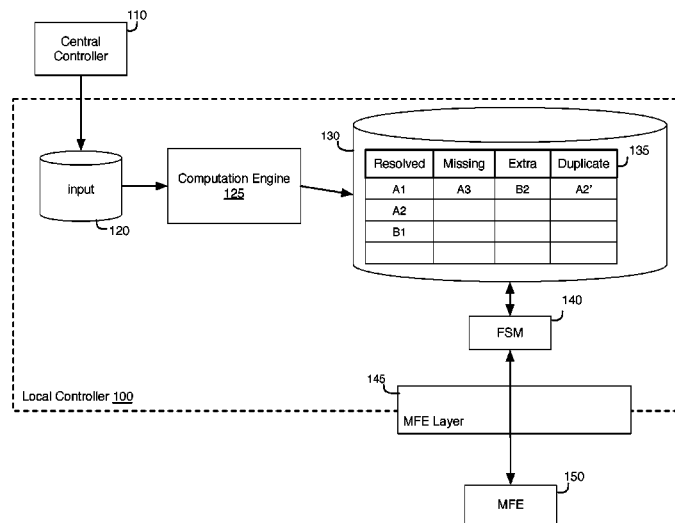 110
Central
Controller
130
135
Resolved Missing Extra Duplicate
A1 A3 B2 A2'
A2
B1
input
120
Computation Engine
125
140
FSM
145
Local Controller 100
MFE Layer
150
MFE